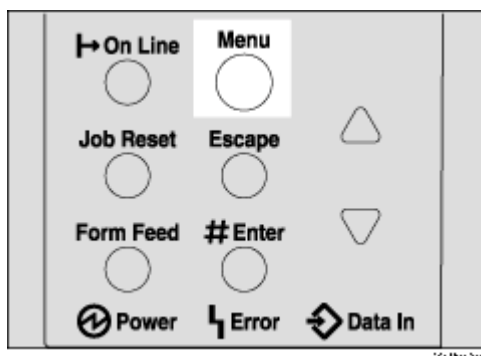 On Line Menu
Job Reset Escape
Form Feed # Enter
Power Error Data In